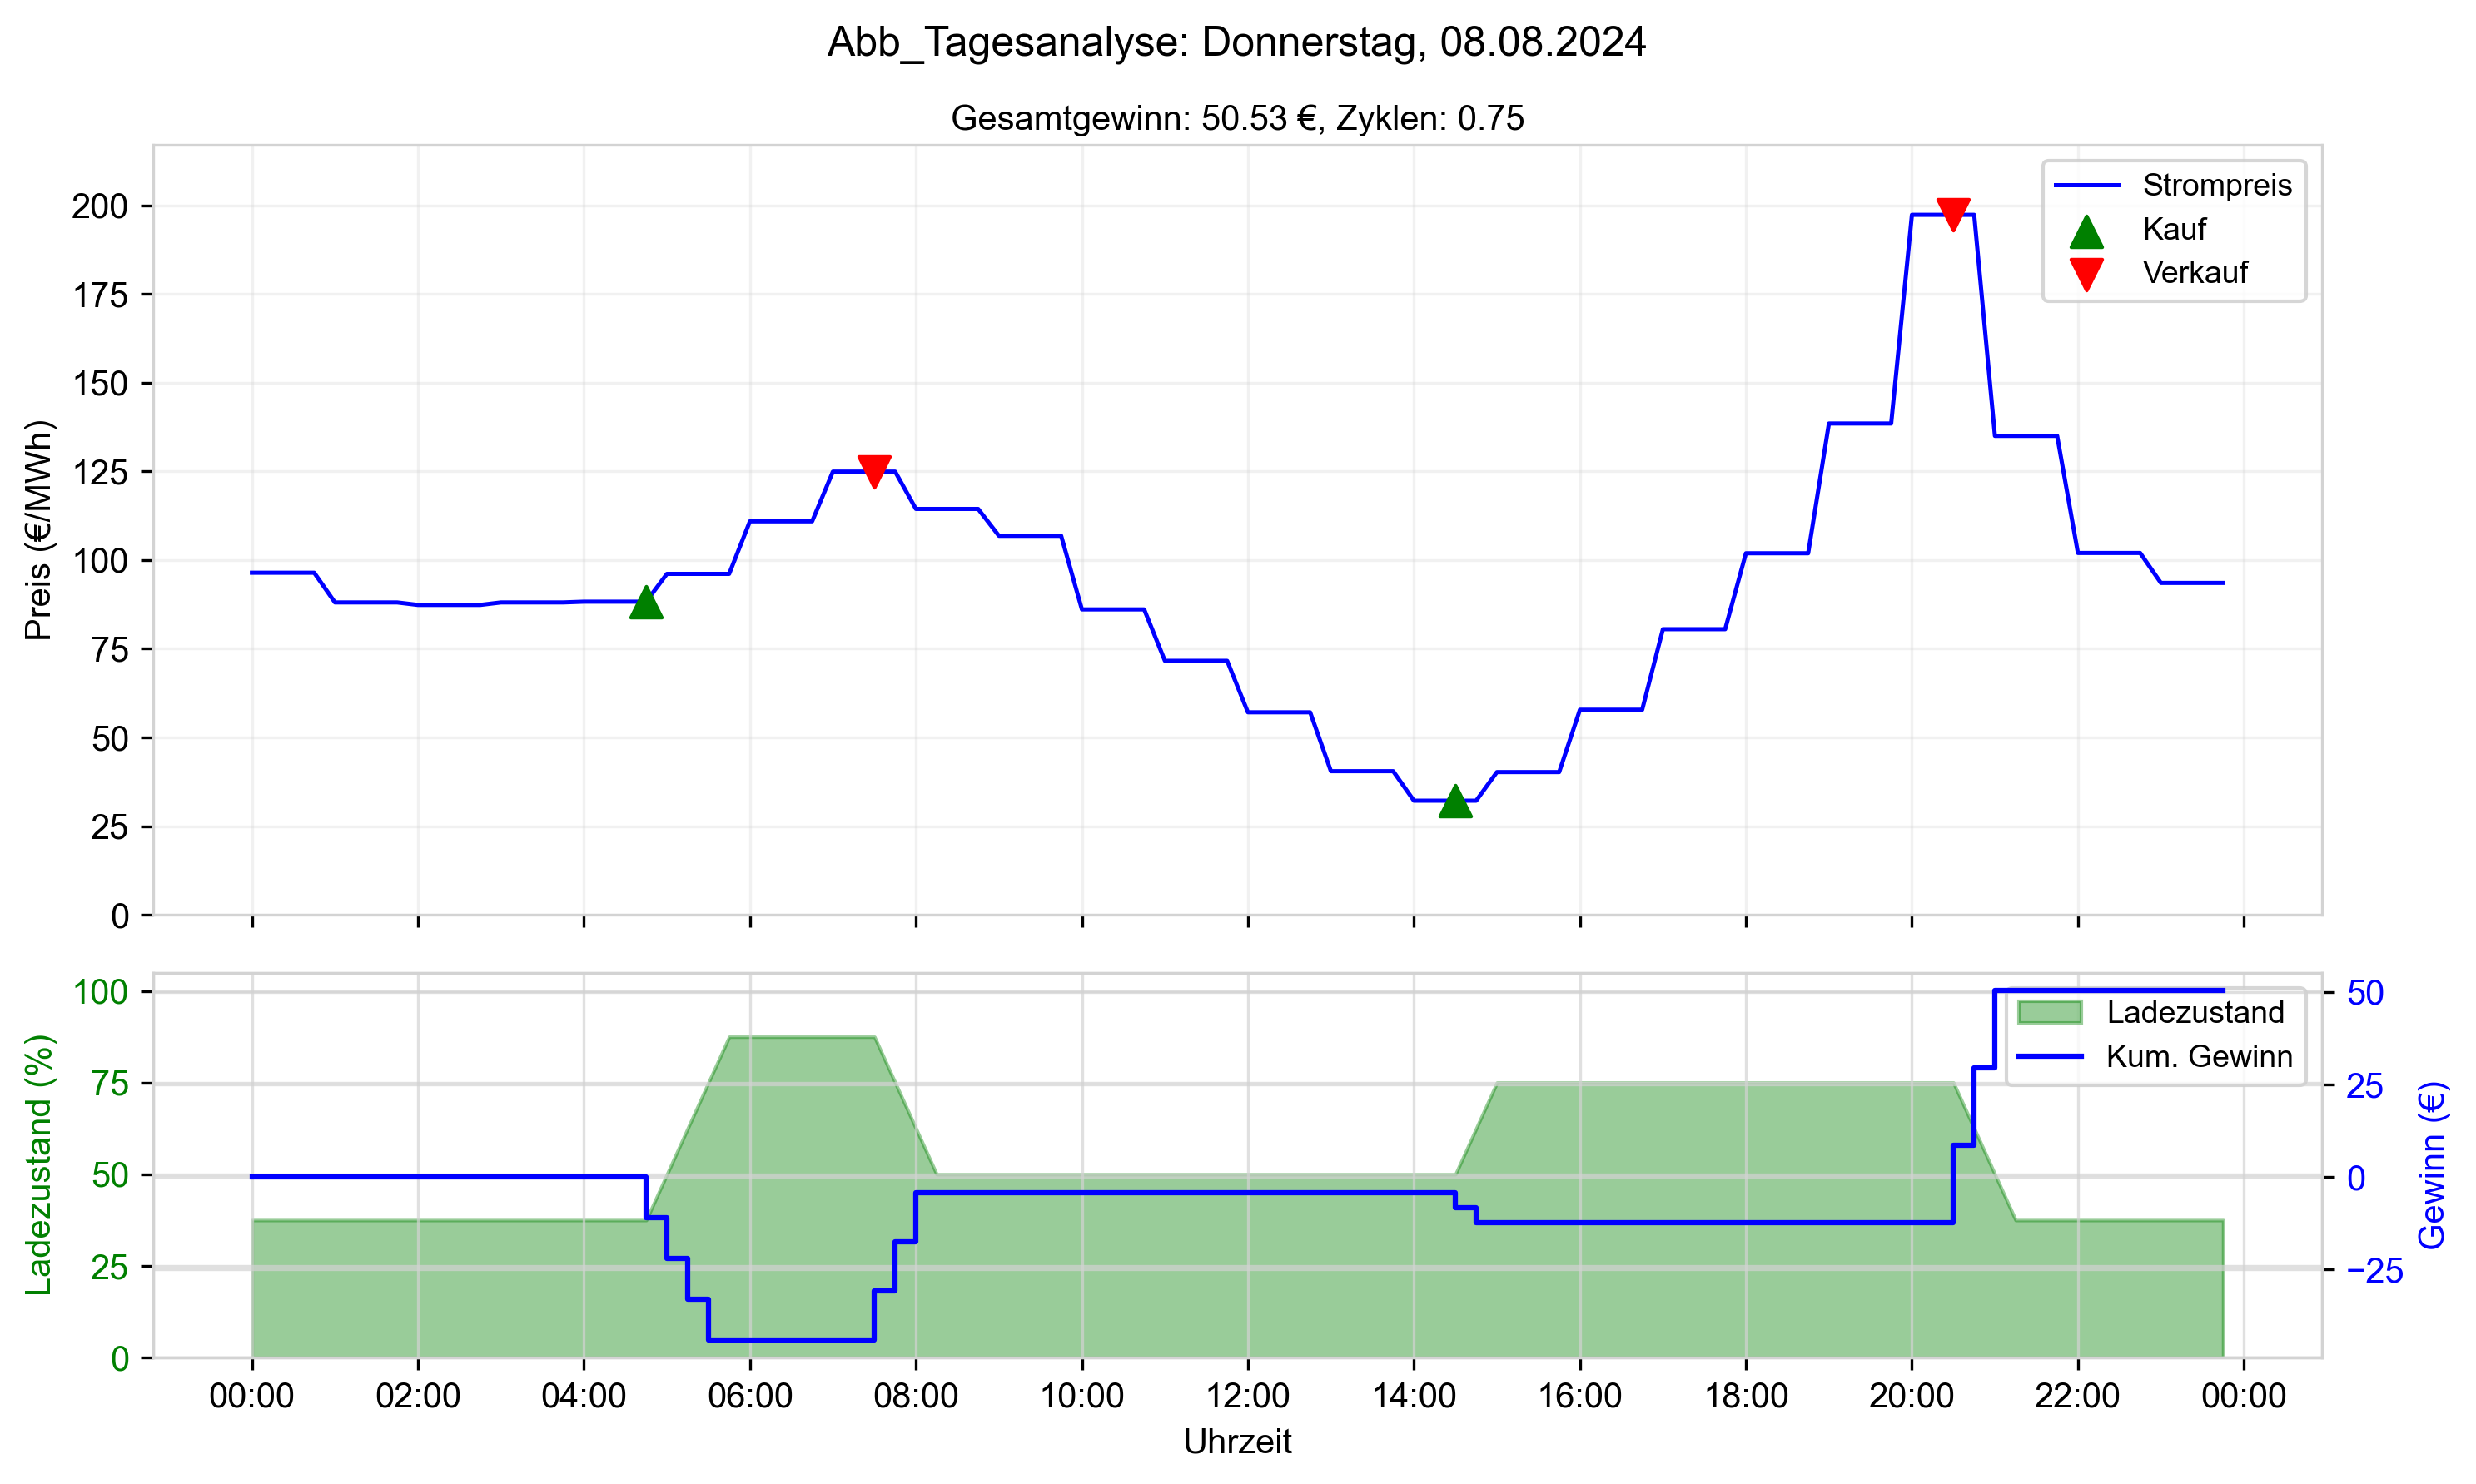 Abb_Tagesanalyse: Donnerstag, 08.08.2024
Gesamtgewinn: 50.53 €, Zyklen: 0.75
Preis (€/MWh)
200
175
150
125
100
75
50
25
0
Strompreis
Kauf
Verkauf
Ladezustand (%)
100
75
50
25
0
Ladezustand
Kum. Gewinn
50
25
0
−25
Gewinn (€)
00:00 02:00 04:00 06:00 08:00 10:00 12:00 14:00 16:00 18:00 20:00 22:00 00:00
Uhrzeit